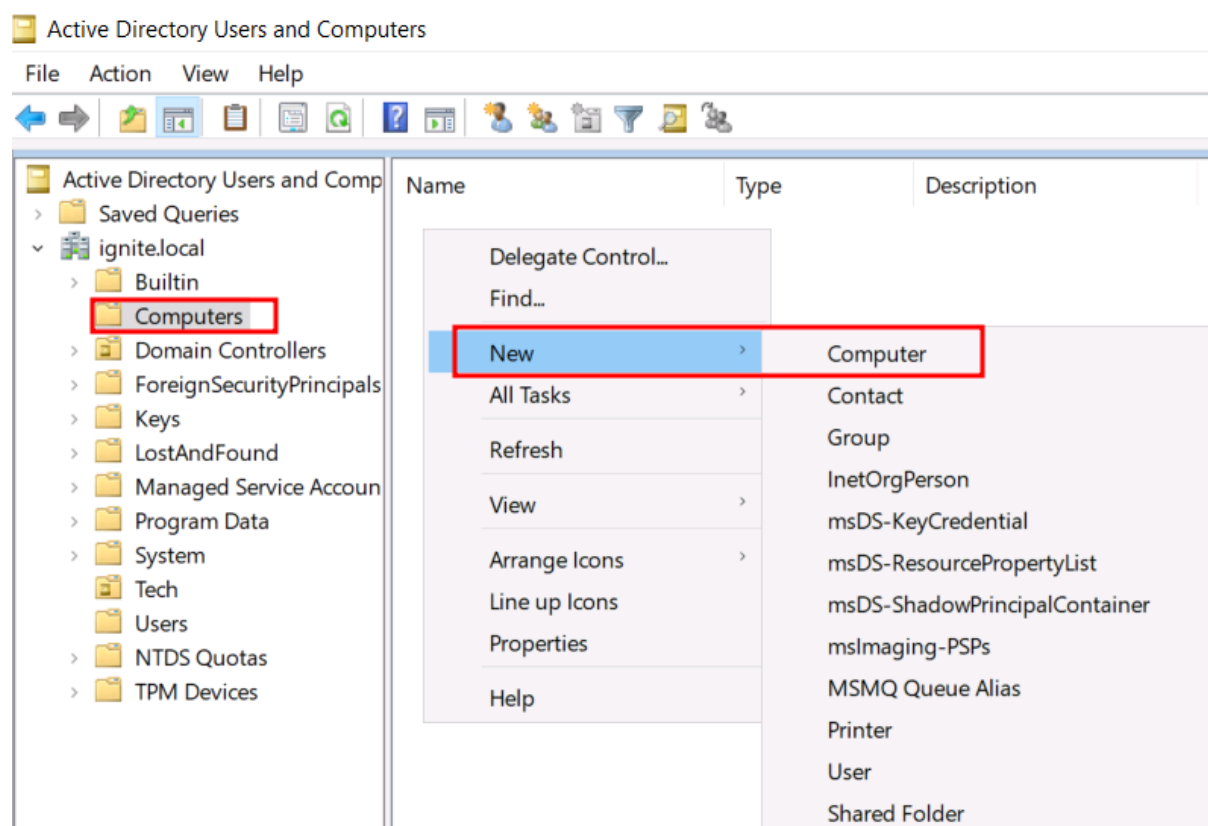 Active Directory Users and Computers
File Action View Help
Active Directory Users and Comp
Saved Queries
ignite.local
Builtin
Computers
Domain Controllers
ForeignSecurityPrincipals
Keys
LostAndFound
Managed Service Accoun
Program Data
System
Tech
Users
NTDS Quotas
TPM Devices
Name Type Description
Delegate Control...
Find...
New
All Tasks
Refresh
View
Arrange Icons
Line up Icons
Properties
Help
Computer
Contact
Group
InetOrgPerson
msDS-KeyCredential
msDS-ResourcePropertyList
msDS-ShadowPrincipalContainer
msImaging-PSPs
MSMQ Queue Alias
Printer
User
Shared Folder